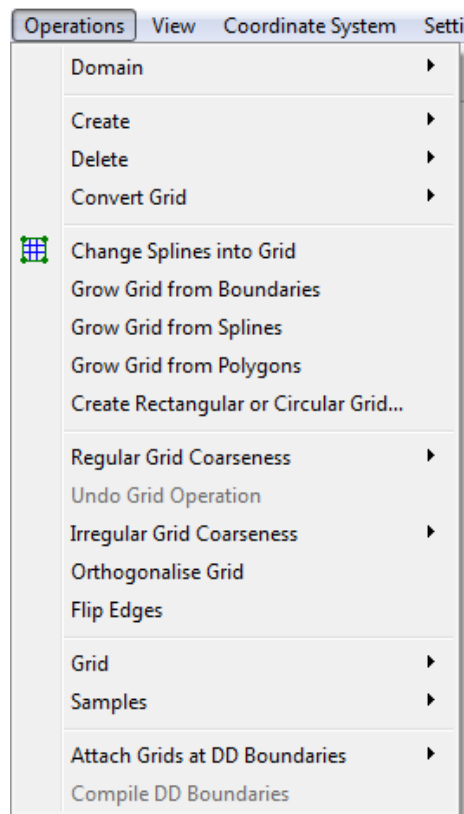 Operations View Coordinate System Setti
Domain
Create
Delete
Convert Grid
Change Splines into Grid
Grow Grid from Boundaries
Grow Grid from Splines
Grow Grid from Polygons
Create Rectangular or Circular Grid...
Regular Grid Coarseness
Undo Grid Operation
Irregular Grid Coarseness
Orthogonalise Grid
Flip Edges
Grid
Samples
Attach Grids at DD Boundaries
Compile DD Boundaries